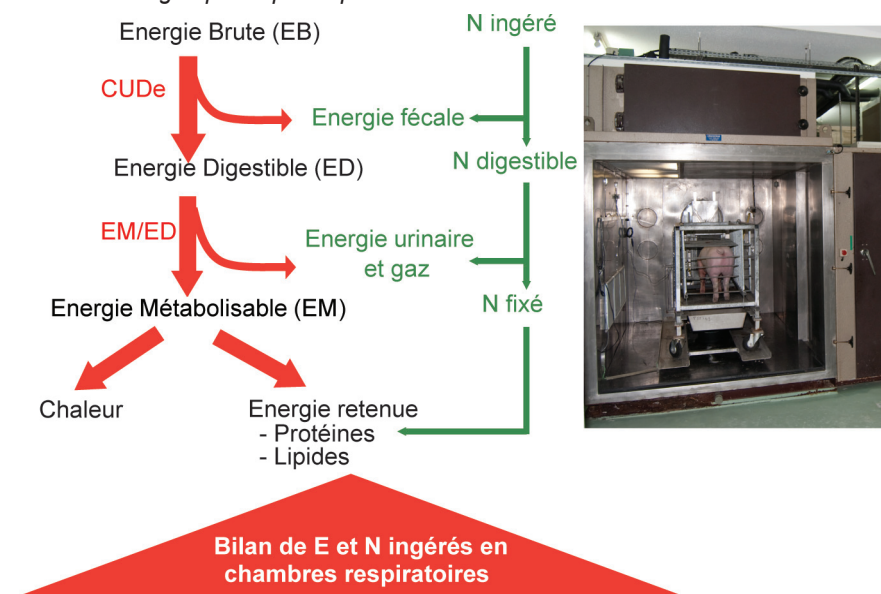 Energie Brute (EB)
CUDe
Energie fécale
Energie Digestible (ED)
EM/ED
Energie urinaire
et gaz
Energie Métabolisable (EM)
Chaleur
Energie retenue
- Protéines
- Lipides
N ingéré
N digestible
N fixé
Bilan de E et N ingérés en
chambres respiratoires